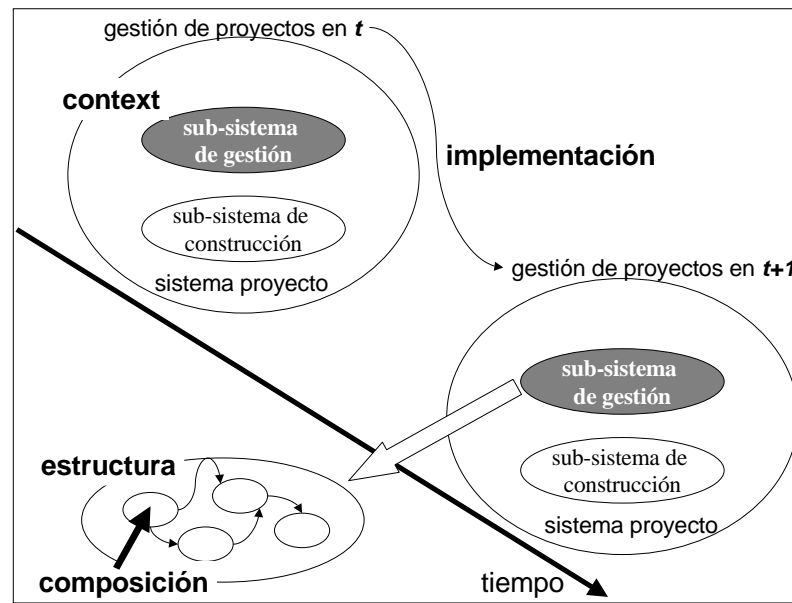 gestión de proyectos en t
context
sub-sistema
de gestión
implementación
sub-sistema de
construcción
sistema proyecto
gestión de proyectos en t+1
sub-sistema
de gestión
estructura
sub-sistema de
construcción
sistema proyecto
composición
tiempo